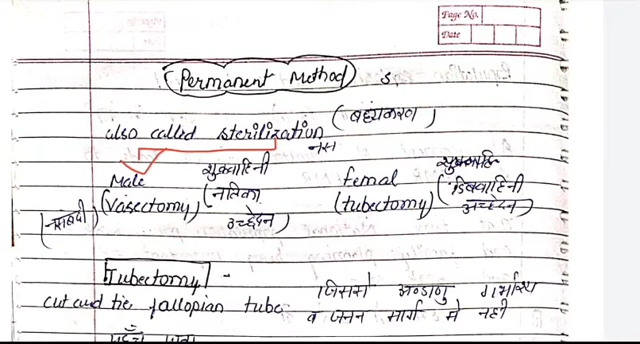 Page No.
Date
Permanent Method
also called sterilization (बंध्याकरण)
नस
Male शुक्रवाहिनी femal
(Vasectomy) (नलिका उच्छेदन) (tubectomy) (डिंबवाहिनी उच्छेदन)
Tubectomy - जिससे अण्डाणु गर्भाशय
cut and tie fallopian tube व जनन मार्ग में नहीं